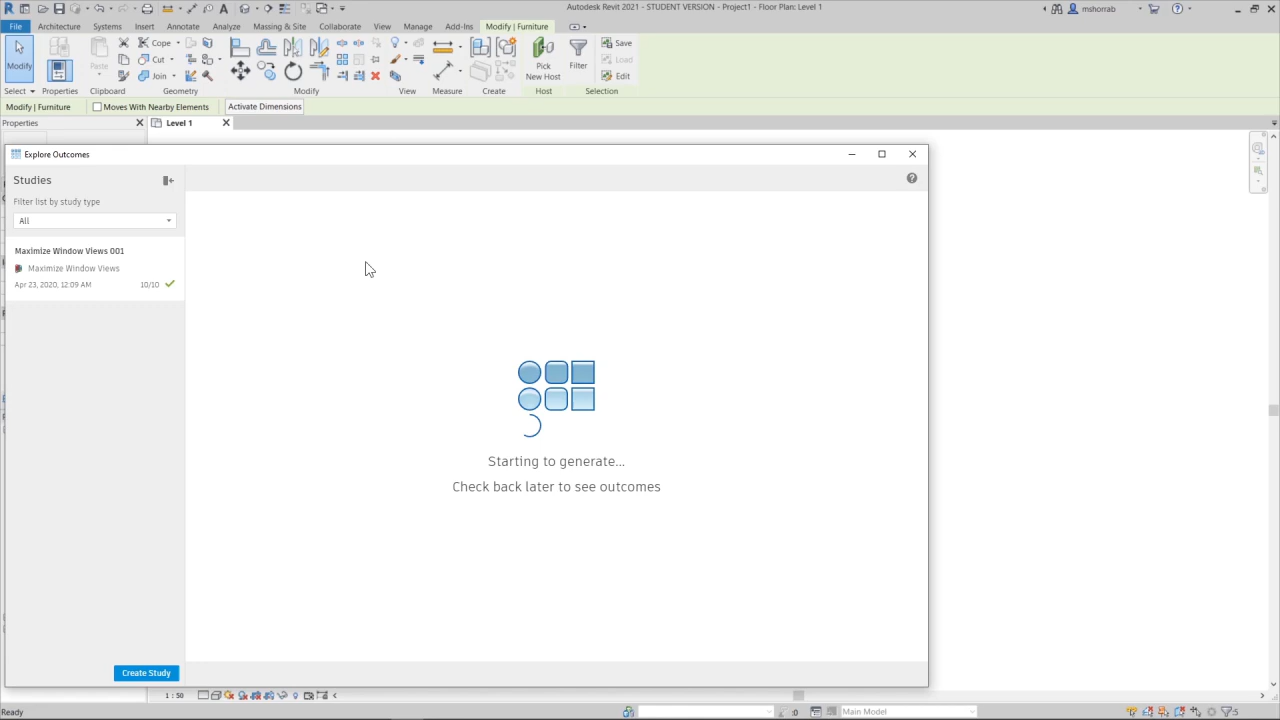 Autodesk Revit 2021 - STUDENT VERSION - Project1 - Floor Plan: Level 1
mshorrab
File Architecture Systems Insert Annotate Analyze Massing & Site Collaborate View Manage Add-Ins Modify | Furniture
Modify
Paste
Cope
Cut
Join
Pick
New Host
Filter
Save
Load
Edit
Select Properties Clipboard Geometry Modify View Measure Create Host Selection
Modify | Furniture Moves With Nearby Elements Activate Dimensions
Properties Level 1
Explore Outcomes
Studies
Filter list by study type
All
Maximize Window Views 001
Maximize Window Views
Apr 23, 2020, 12:09 AM 10/10
Starting to generate...
Check back later to see outcomes
Create Study
1 : 50
Ready :0 Main Model :5